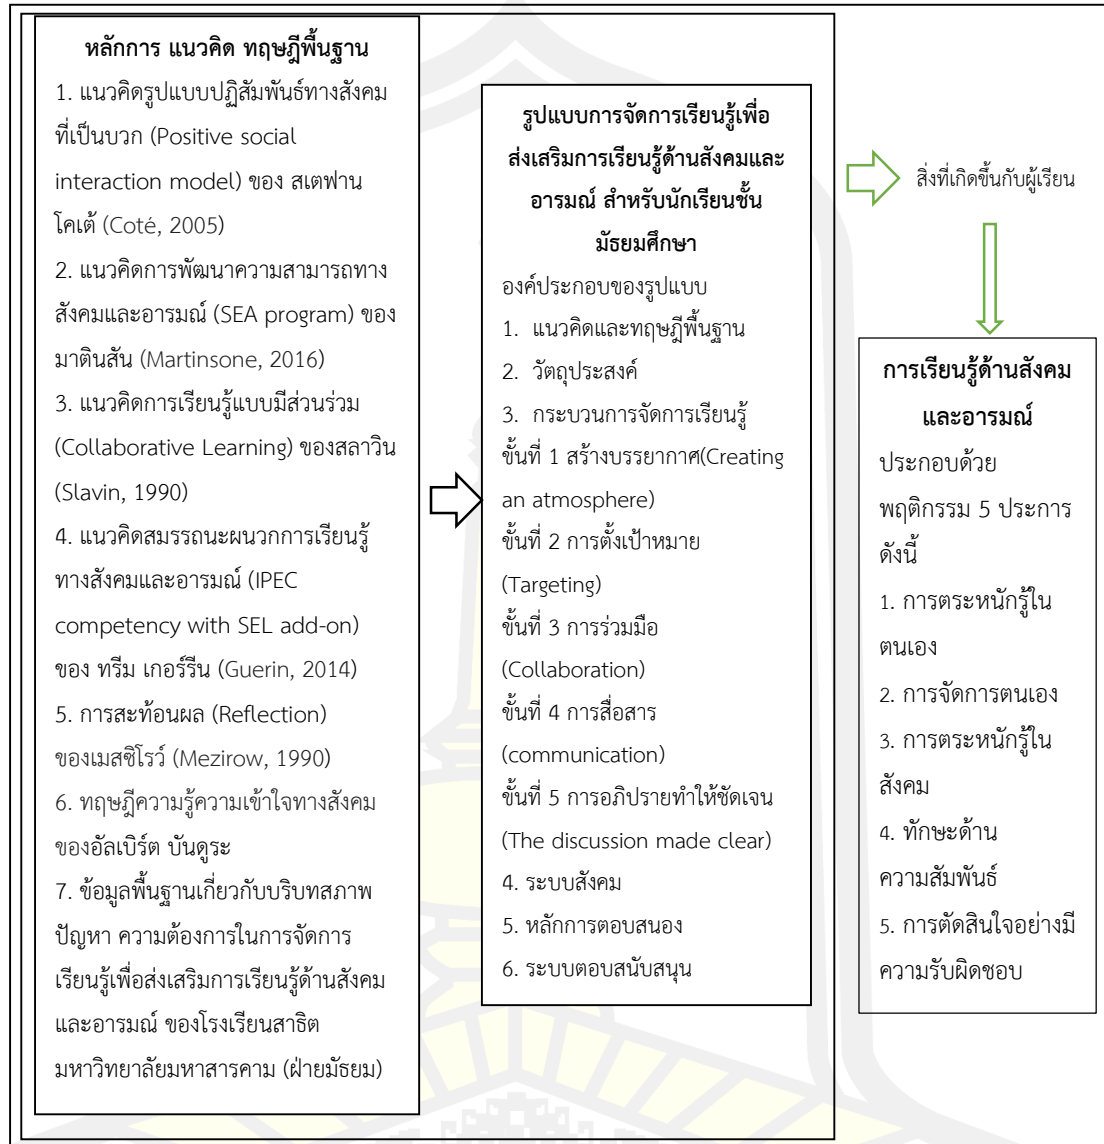 หลักการ แนวคิด ทฤษฎีพื้นฐาน
1. แนวคิดรูปแบบปฏิสัมพันธ์ทางสังคม
ที่เป็นบวก (Positive social
interaction model) ของ สเตฟาน
โคเต้ (Coté, 2005)
2. แนวคิดการพัฒนาความสามารถทาง
สังคมและอารมณ์ (SEA program) ของ
มาตินสัน (Martinsone, 2016)
3. แนวคิดการเรียนรู้แบบมีส่วนร่วม
(Collaborative Learning) ของสลาวิน
(Slavin, 1990)
4. แนวคิดสมรรถนะผนวกการเรียนรู้
ทางสังคมและอารมณ์ (IPEC
competency with SEL add-on)
ของ ทรีม เกอร์รีน (Guerin, 2014)
5. การสะท้อนผล (Reflection)
ของเมสซิโรว์ (Mezirow, 1990)
6. ทฤษฎีความรู้ความเข้าใจทางสังคม
ของอัลเบิร์ต บันดูระ
7. ข้อมูลพื้นฐานเกี่ยวกับบริบทสภาพ
ปัญหา ความต้องการในการจัดการ
เรียนรู้เพื่อส่งเสริมการเรียนรู้ด้านสังคม
และอารมณ์ ของโรงเรียนสาธิต
มหาวิทยาลัยมหาสารคาม (ฝ่ายมัธยม)
รูปแบบการจัดการเรียนรู้เพื่อ
ส่งเสริมการเรียนรู้ด้านสังคมและ
อารมณ์ สำหรับนักเรียนชั้น
มัธยมศึกษา
องค์ประกอบของรูปแบบ
1. แนวคิดและทฤษฎีพื้นฐาน
2. วัตถุประสงค์
3. กระบวนการจัดการเรียนรู้
ขั้นที่ 1 สร้างบรรยากาศ(Creating
an atmosphere)
ขั้นที่ 2 การตั้งเป้าหมาย
(Targeting)
ขั้นที่ 3 การร่วมมือ
(Collaboration)
ขั้นที่ 4 การสื่อสาร
(communication)
ขั้นที่ 5 การอภิปรายทำให้ชัดเจน
(The discussion made clear)
4. ระบบสังคม
5. หลักการตอบสนอง
6. ระบบตอบสนับสนุน
สิ่งที่เกิดขึ้นกับผู้เรียน
การเรียนรู้ด้านสังคม
และอารมณ์
ประกอบด้วย
พฤติกรรม 5 ประการ
ดังนี้
1. การตระหนักรู้ใน
ตนเอง
2. การจัดการตนเอง
3. การตระหนักรู้ใน
สังคม
4. ทักษะด้าน
ความสัมพันธ์
5. การตัดสินใจอย่างมี
ความรับผิดชอบ